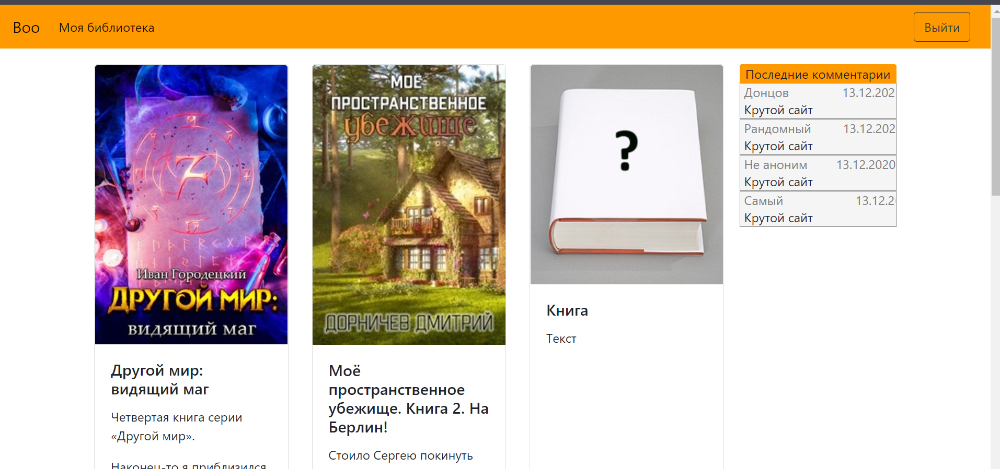 Boo
Моя библиотека
Выйти
Иван Городецкий
ДРУГОЙ МИР:
видящий маг
Другой мир:
видящий маг
Четвертая книга серии
«Другой мир».
Наконец-то я приблизился
МОЁ
ПРОСТРАНСТВЕННОЕ
убежище
ДОРНИЧЕВ ДМИТРИЙ
Моё
пространственное
убежище. Книга 2. На
Берлин!
Стоило Сергею покинуть
?
Книга
Текст
Последние комментарии
Донцов 13.12.202
Крутой сайт
Рандомный 13.12.202
Крутой сайт
Не аноним 13.12.2020
Крутой сайт
Самый 13.12.2
Крутой сайт